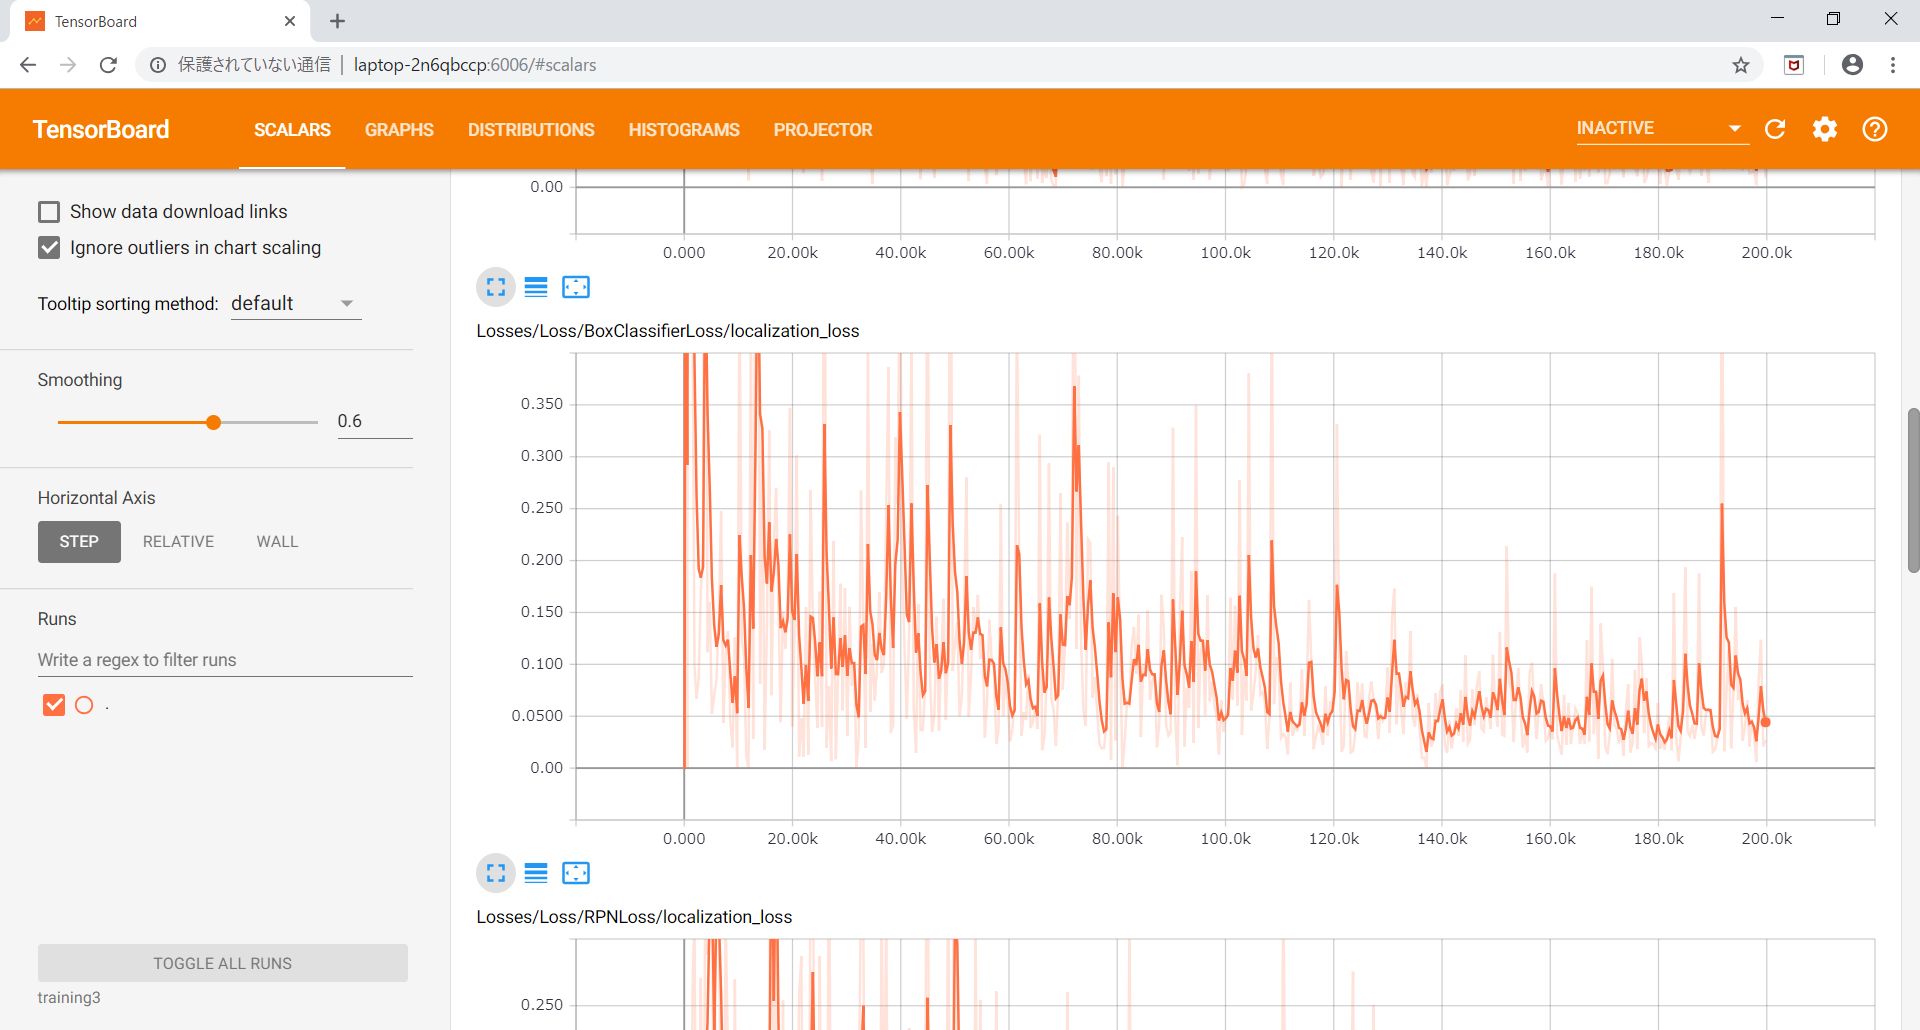 TensorBoard
保護されていない通信 | laptop-2n6qbccp:6006/#scalars
TensorBoard
SCALARS GRAPHS DISTRIBUTIONS HISTOGRAMS PROJECTOR
INACTIVE
Show data download links
Ignore outliers in chart scaling
Tooltip sorting method: default
Smoothing
0.6
Horizontal Axis
STEP RELATIVE WALL
Runs
Write a regex to filter runs
.
TOGGLE ALL RUNS
training3
0.00
0.000 20.00k 40.00k 60.00k 80.00k 100.0k 120.0k 140.0k 160.0k 180.0k 200.0k
Losses/Loss/BoxClassifierLoss/localization_loss
0.350
0.300
0.250
0.200
0.150
0.100
0.0500
0.00
0.000 20.00k 40.00k 60.00k 80.00k 100.0k 120.0k 140.0k 160.0k 180.0k 200.0k
Losses/Loss/RPNLoss/localization_loss
0.250